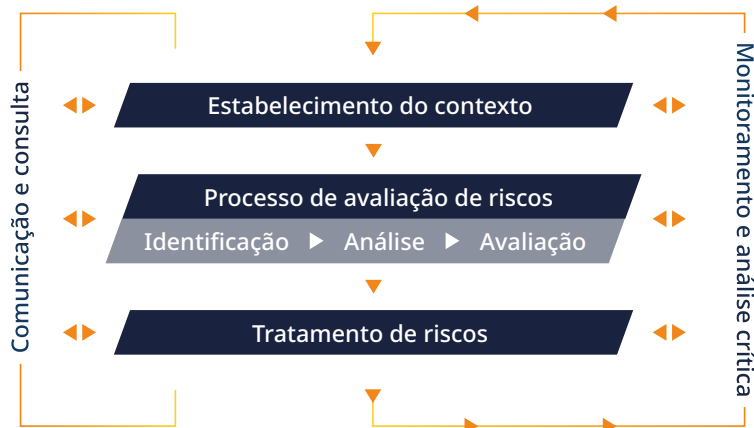 Comunicação e consulta
Estabelecimento do contexto
Processo de avaliação de riscos
Identificação Análise Avaliação
Tratamento de riscos
Monitoramento e análise crítica